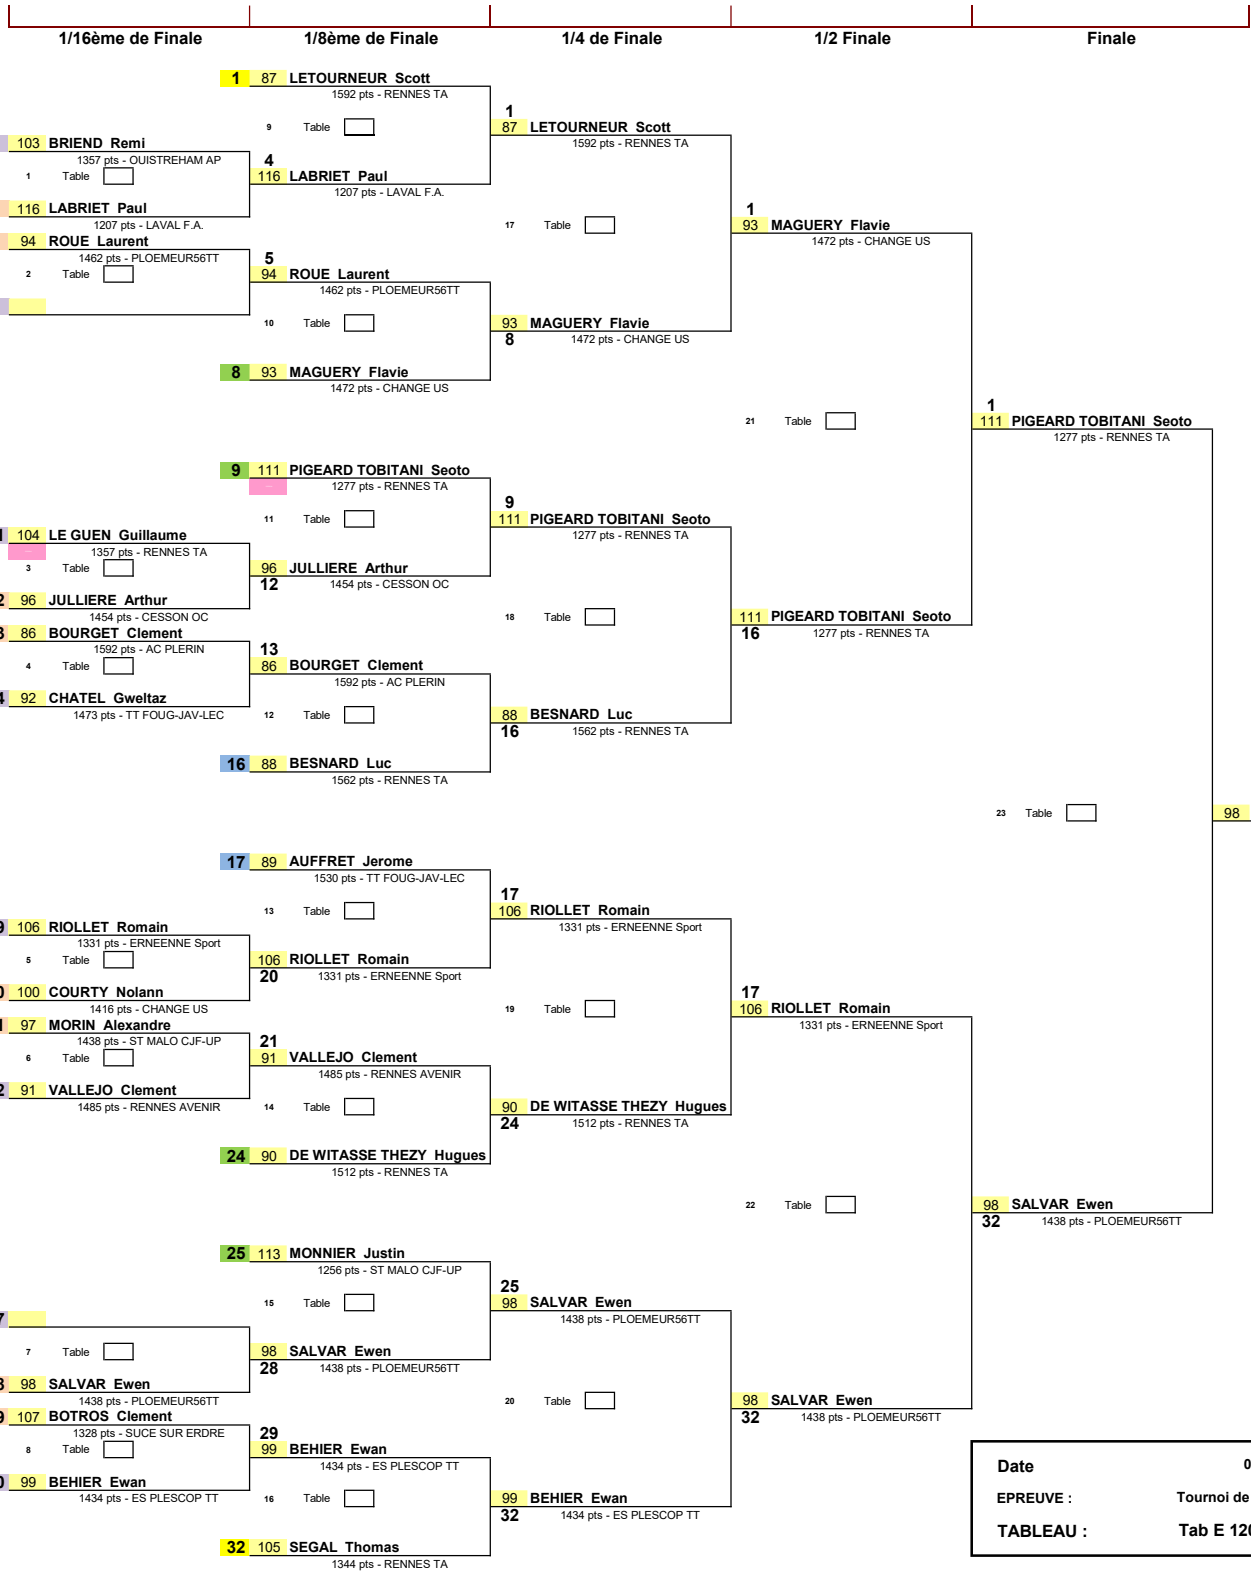 1/16ème de Finale 1/8ème de Finale 1/4 de Finale 1/2 Finale Finale
1 87 LETOURNEUR Scott
1592 pts - RENNES TA
1
9 Table 87 LETOURNEUR Scott
103 BRIEND Remi 1592 pts - RENNES TA
1357 pts - OUISTREHAM AP 4
1 Table 116 LABRIET Paul
1207 pts - LAVAL F.A.
116 LABRIET Paul 1
1207 pts - LAVAL F.A. 17 Table 93 MAGUERY Flavie
94 ROUE Laurent 1472 pts - CHANGE US
1462 pts - PLOEMEUR56TT 5
2 Table 94 ROUE Laurent
1462 pts - PLOEMEUR56TT
10 Table 93 MAGUERY Flavie
8 1472 pts - CHANGE US
8 93 MAGUERY Flavie
1472 pts - CHANGE US
1
21 Table 111 PIGEARD TOBITANI Seoto
1277 pts - RENNES TA
9 111 PIGEARD TOBITANI Seoto
1277 pts - RENNES TA
9
11 Table 111 PIGEARD TOBITANI Seoto
104 LE GUEN Guillaume 1277 pts - RENNES TA
1357 pts - RENNES TA
3 Table 96 JULLIERE Arthur
12 1454 pts - CESSON OC
96 JULLIERE Arthur
1454 pts - CESSON OC 18 Table 111 PIGEARD TOBITANI Seoto
86 BOURGET Clement 16 1277 pts - RENNES TA
1592 pts - AC PLERIN 13
4 Table 86 BOURGET Clement
1592 pts - AC PLERIN
92 CHATEL Gweltaz
1473 pts - TT FOUG-JAV-LEC 12 Table 88 BESNARD Luc
16 1562 pts - RENNES TA
16 88 BESNARD Luc
1562 pts - RENNES TA
23 Table 98
17 89 AUFFRET Jerome
1530 pts - TT FOUG-JAV-LEC
17
13 Table 106 RIOLLET Romain
106 RIOLLET Romain 1331 pts - ERNEENNE Sport
1331 pts - ERNEENNE Sport
5 Table 106 RIOLLET Romain
20 1331 pts - ERNEENNE Sport
100 COURTY Nolann 17
1416 pts - CHANGE US 19 Table 106 RIOLLET Romain
97 MORIN Alexandre 1331 pts - ERNEENNE Sport
1438 pts - ST MALO CJF-UP 21
6 Table 91 VALLEJO Clement
1485 pts - RENNES AVENIR
91 VALLEJO Clement
1485 pts - RENNES AVENIR 14 Table 90 DE WITASSE THEZY Hugues
24 1512 pts - RENNES TA
24 90 DE WITASSE THEZY Hugues
1512 pts - RENNES TA
22 Table 98 SALVAR Ewen
32 1438 pts - PLOEMEUR56TT
25 113 MONNIER Justin
1256 pts - ST MALO CJF-UP
25
15 Table 98 SALVAR Ewen
1438 pts - PLOEMEUR56TT
7 Table 98 SALVAR Ewen
28 1438 pts - PLOEMEUR56TT
98 SALVAR Ewen
1438 pts - PLOEMEUR56TT 20 Table 98 SALVAR Ewen
107 BOTROS Clement 32 1438 pts - PLOEMEUR56TT
1328 pts - SUCE SUR ERDRE 29
8 Table 99 BEHIER Ewan
1434 pts - ES PLESCOP TT
99 BEHIER Ewan
1434 pts - ES PLESCOP TT 16 Table 99 BEHIER Ewan
32 1434 pts - ES PLESCOP TT
32 105 SEGAL Thomas
1344 pts - RENNES TA
Date 0
EPREUVE : Tournoi de
TABLEAU : Tab E 120